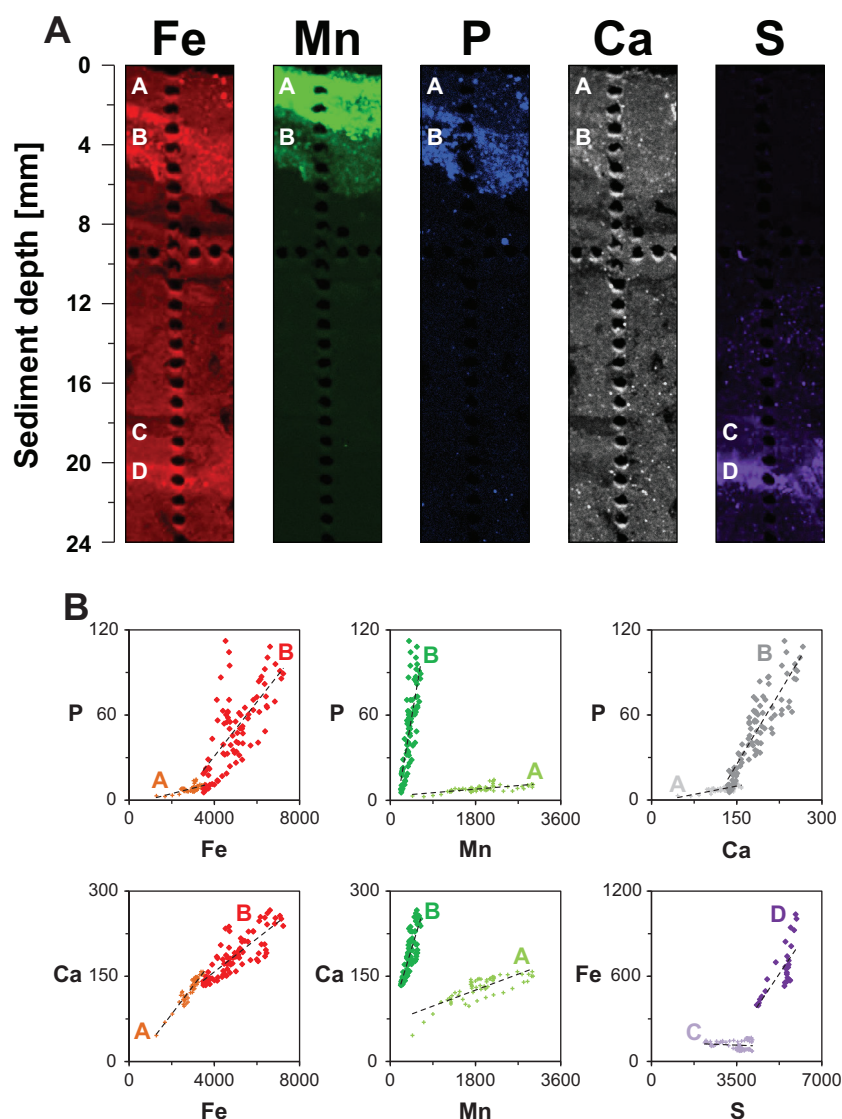 A
Fe Mn P Ca S
Sediment depth [mm]
0
4
8
12
16
20
24
A A A A
B B B B
C C
D D
B
120 120 120
P P P
60 60 60
0 0 0
B B B
A A A
0 4000 8000 0 1800 3600 0 150 300
Fe Mn Ca
300 300 1200
Ca Ca Fe
150 150 600
0 0 0
B B D
A A C
0 4000 8000 0 1800 3600 0 3500 7000
Fe Mn S